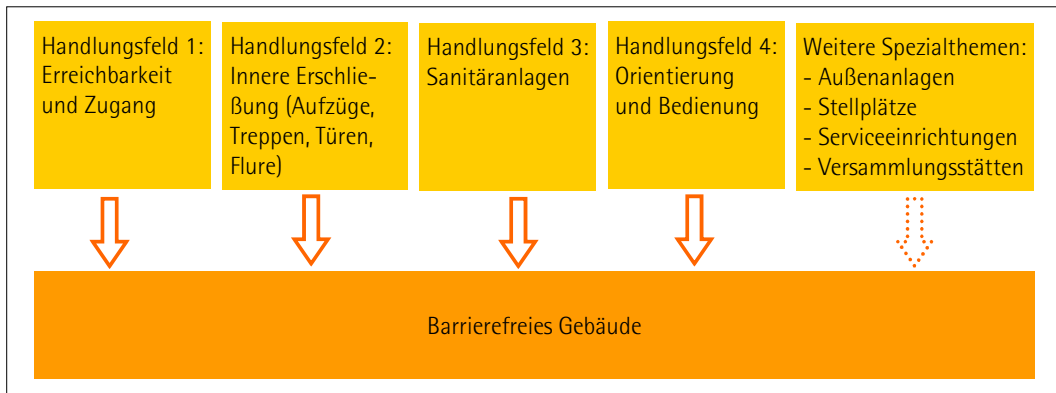 Handlungsfeld 1:
Erreichbarkeit
und Zugang
Handlungsfeld 2:
Innere Erschlie-
ßung (Aufzüge,
Treppen, Türen,
Flure)
Handlungsfeld 3:
Sanitäranlagen
Handlungsfeld 4:
Orientierung
und Bedienung
Weitere Spezialthemen:
- Außenanlagen
- Stellplätze
- Serviceeinrichtungen
- Versammlungsstätten
Barrierefreies Gebäude